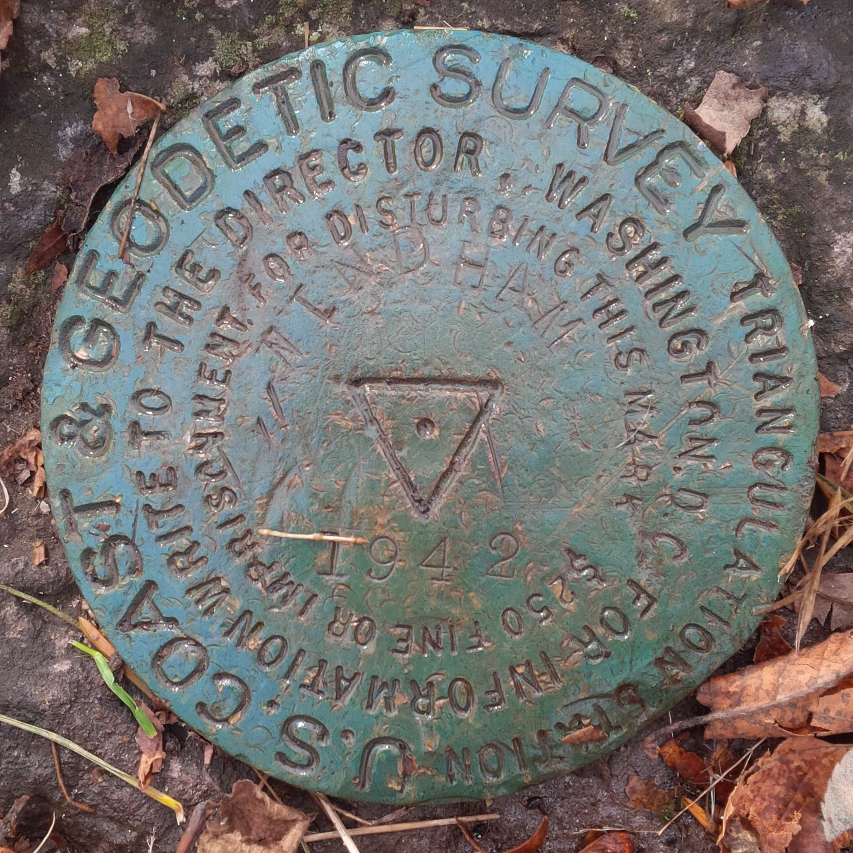 U.S. COAST & GEODETIC SURVEY
TRIANGULATION STATION
FOR INFORMATION WRITE TO THE DIRECTOR, WASHINGTON, D.C.
$250 FINE OR IMPRISONMENT FOR DISTURBING THIS MARK
LADHAM
1942